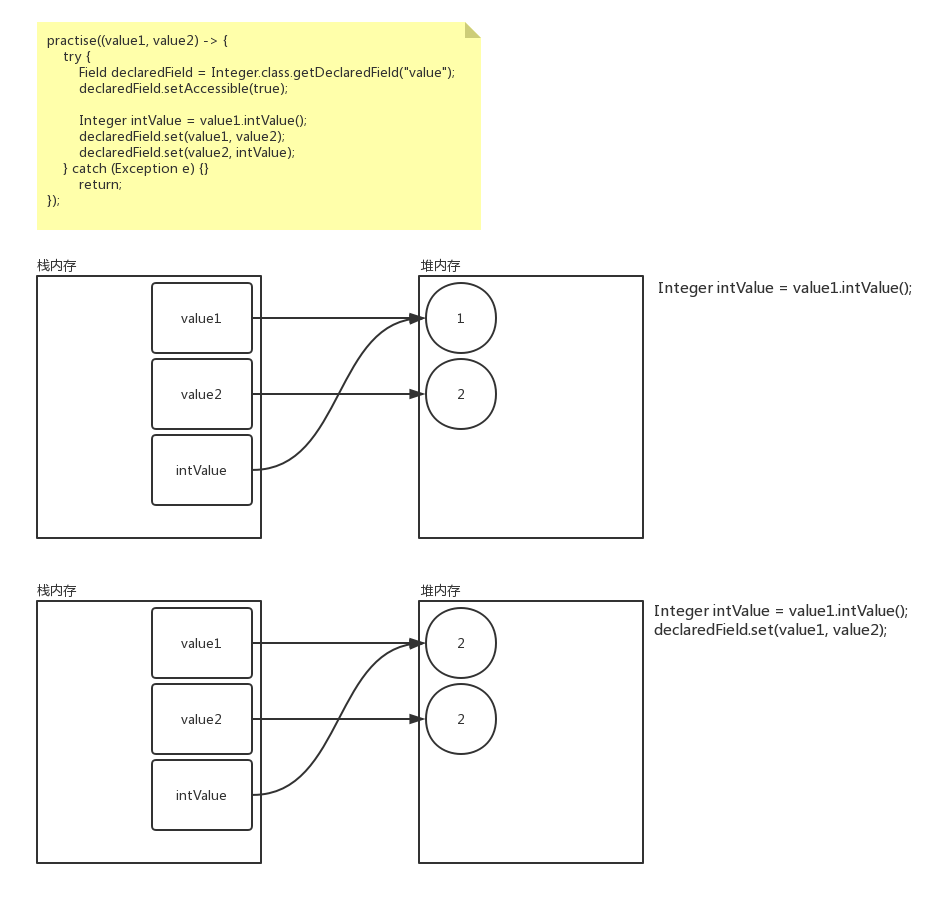 practise((value1, value2) -> {
    try {
        Field declaredField = Integer.class.getDeclaredField("value");
        declaredField.setAccessible(true);

        Integer intValue = value1.intValue();
        declaredField.set(value1, value2);
        declaredField.set(value2, intValue);
    } catch (Exception e) {}
        return;
});
栈内存
堆内存
value1
1
Integer intValue = value1.intValue();
value2
2
intValue
栈内存
堆内存
value1
2
Integer intValue = value1.intValue();
declaredField.set(value1, value2);
value2
2
intValue